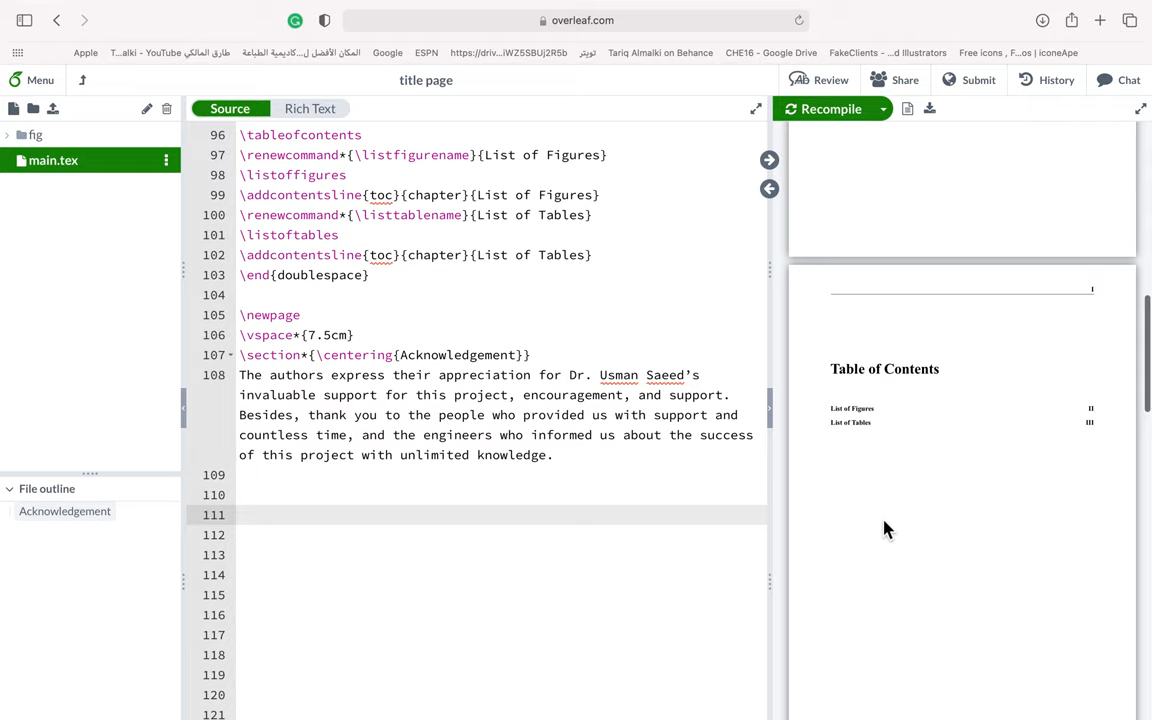 overleaf.com
Apple
طارق المالكي - YouTube
T...alki
المكان الأفضل ل...كاديمية الطباعة
Google
ESPN
https://driv...iWZ5SBUj2R5b
تويتر
Tariq Almalki on Behance
CHE16 - Google Drive
FakeClients - ...d Illustrators
Free icons , F...os | iconeApe
Menu
title page
Review
Share
Submit
History
Chat
Source
Rich Text
Recompile
fig
main.tex
96 \tableofcontents
97 \renewcommand*{\listfigurename}{List of Figures}
98 \listoffigures
99 \addcontentsline{toc}{chapter}{List of Figures}
100 \renewcommand*{\listtablename}{List of Tables}
101 \listoftables
102 \addcontentsline{toc}{chapter}{List of Tables}
103 \end{doublespace}
104
105 \newpage
106 \vspace*{7.5cm}
107 \section*{\centering{Acknowledgement}}
108 The authors express their appreciation for Dr. Usman Saeed’s
invaluable support for this project, encouragement, and support.
Besides, thank you to the people who provided us with support and
countless time, and the engineers who informed us about the success
of this project with unlimited knowledge.
109
110
111
112
113
114
115
116
117
118
119
120
121
File outline
Acknowledgement
I
Table of Contents
List of Figures II
List of Tables III